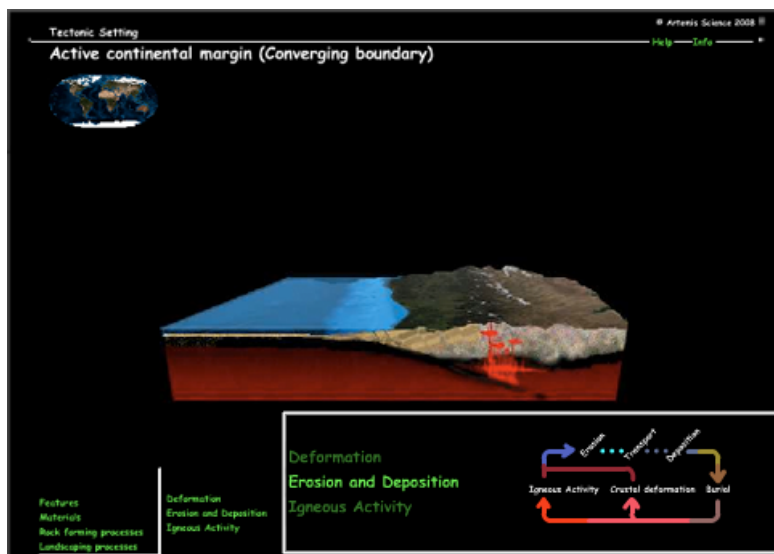 © Artemis Science 2008
Tectonic Setting
Help Info
Active continental margin (Converging boundary)
Deformation
Erosion and Deposition
Igneous Activity
Erosion Transport Deposition
Igneous Activity Crustal deformation Burial
Features
Materials
Rock forming processes
Landscaping processes
Deformation
Erosion and Deposition
Igneous Activity